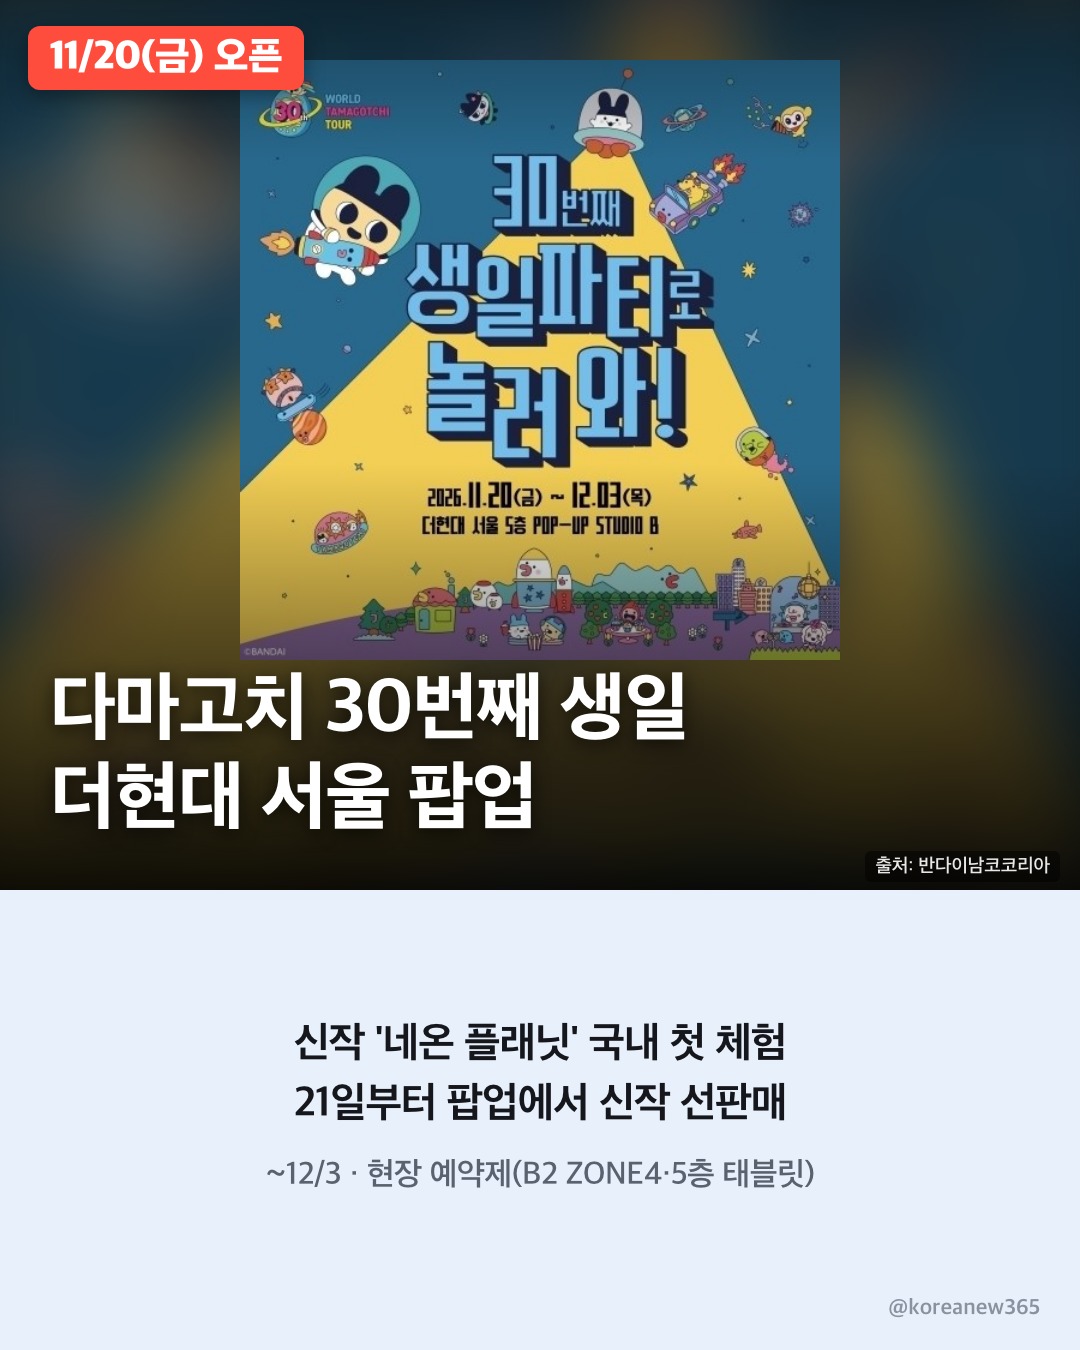 11/20(금) 오픈
30th
WORLD
TAMAGOTCHI
TOUR
30번째
생일파티로
놀러 와!
2026.11.20(금) ~ 12.03(목)
더현대 서울 5층 POP-UP STUDIO B
©BANDAI
다마고치 30번째 생일
더현대 서울 팝업
출처: 반다이남코코리아
신작 '네온 플래닛' 국내 첫 체험
21일부터 팝업에서 신작 선판매
~12/3 · 현장 예약제(B2 ZONE4·5층 태블릿)
@koreanew365